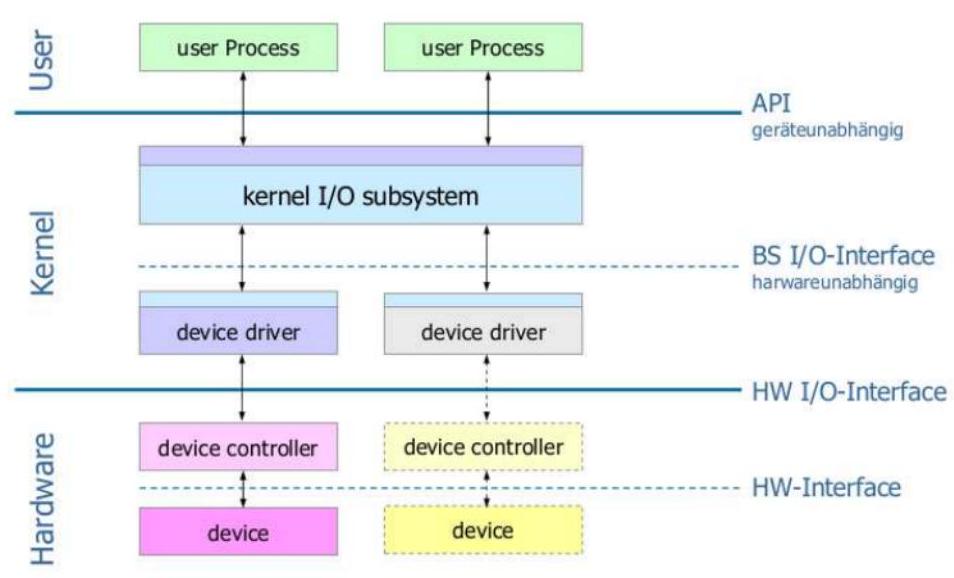 User
user Process
user Process
API
geräteunabhängig
Kernel
kernel I/O subsystem
BS I/O-Interface
harwareunabhängig
device driver
device driver
HW I/O-Interface
Hardware
device controller
device controller
HW-Interface
device
device